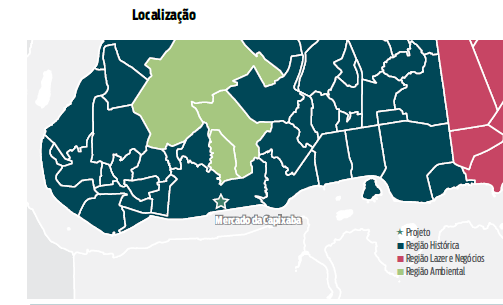 Localização
Mercado da Capixaba
Projeto
Região Histórica
Região Lazer e Negócios
Região Ambiental